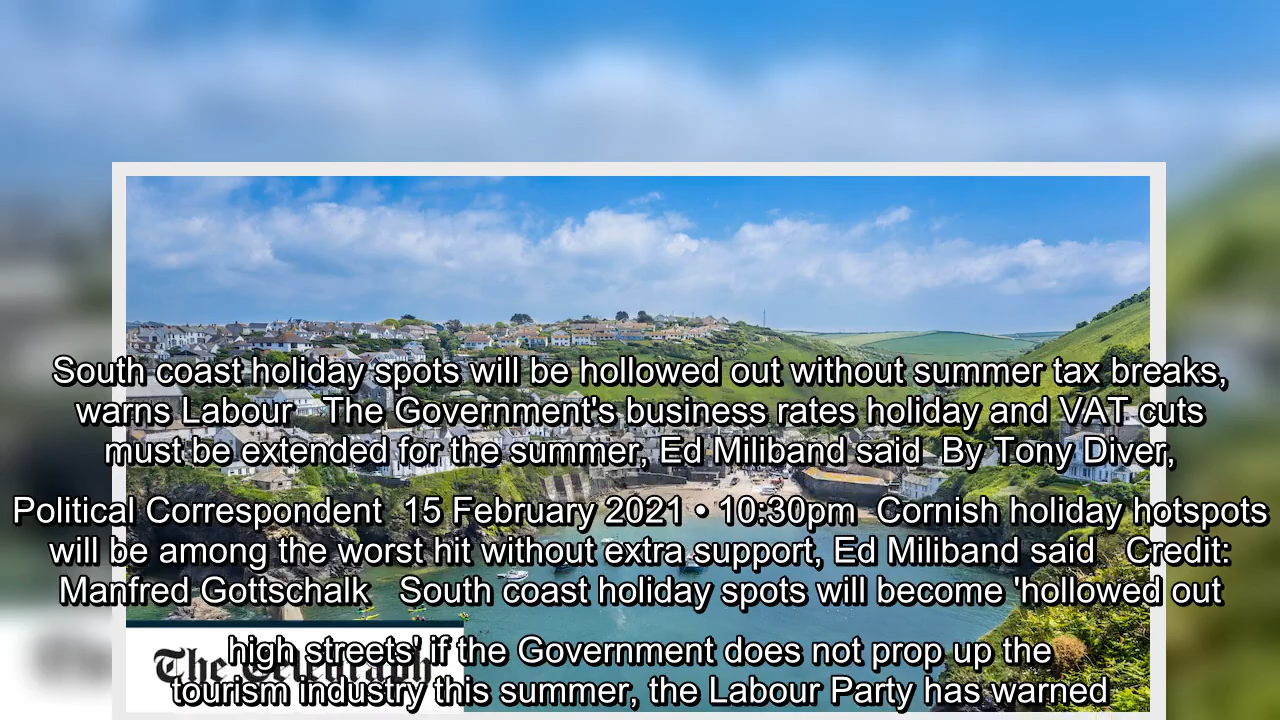 South coast holiday spots will be hollowed out without summer tax breaks,
warns Labour   The Government's business rates holiday and VAT cuts
must be extended for the summer, Ed Miliband said  By Tony Diver,
Political Correspondent  15 February 2021 • 10:30pm  Cornish holiday hotspots
will be among the worst hit without extra support, Ed Miliband said   Credit:
Manfred Gottschalk   South coast holiday spots will become 'hollowed out
high streets' if the Government does not prop up the
The Telegraph
tourism industry this summer, the Labour Party has warned